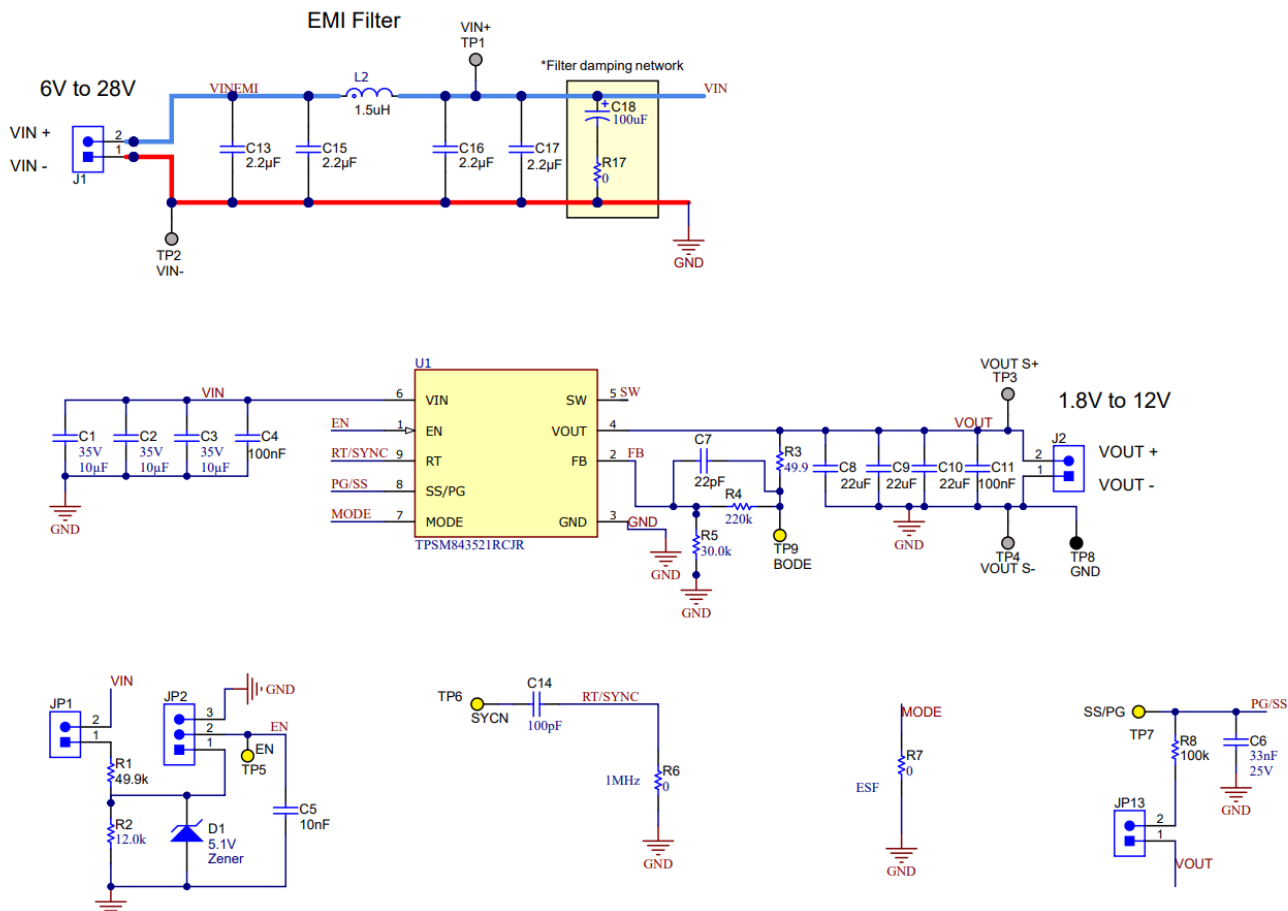 EMI Filter
VIN+
TP1
*Filter damping network
6V to 28V
VINEMI
L2
1.5uH
VIN
C18
100uF
VIN +
VIN -
2
1
J1
C13
2.2µF
C15
2.2µF
C16
2.2µF
C17
2.2µF
R17
0
TP2
VIN-
GND
U1
VIN
6
VIN
SW
5
SW
EN
1
EN
VOUT
4
RT/SYNC
9
RT
FB
2
FB
PG/SS
8
SS/PG
MODE
7
MODE
GND
3
GND
TPSM843521RCJR
C1
35V
10µF
C2
35V
10µF
C3
35V
10µF
C4
100nF
GND
C7
22pF
R3
49.9
R4
220k
R5
30.0k
GND
GND
TP9
BODE
C8
22uF
C9
22uF
C10
22uF
C11
100nF
GND
VOUT
VOUT S+
TP3
1.8V to 12V
J2
2
1
VOUT +
VOUT -
TP4
VOUT S-
TP8
GND
VIN
JP1
2
1
JP2
3
2
1
GND
EN
EN
TP5
R1
49.9k
R2
12.0k
D1
5.1V
Zener
C5
10nF
TP6
SYCN
C14
100pF
RT/SYNC
1MHz
R6
0
GND
MODE
R7
0
ESF
GND
SS/PG
TP7
PG/SS
R8
100k
C6
33nF
25V
GND
JP13
2
1
VOUT